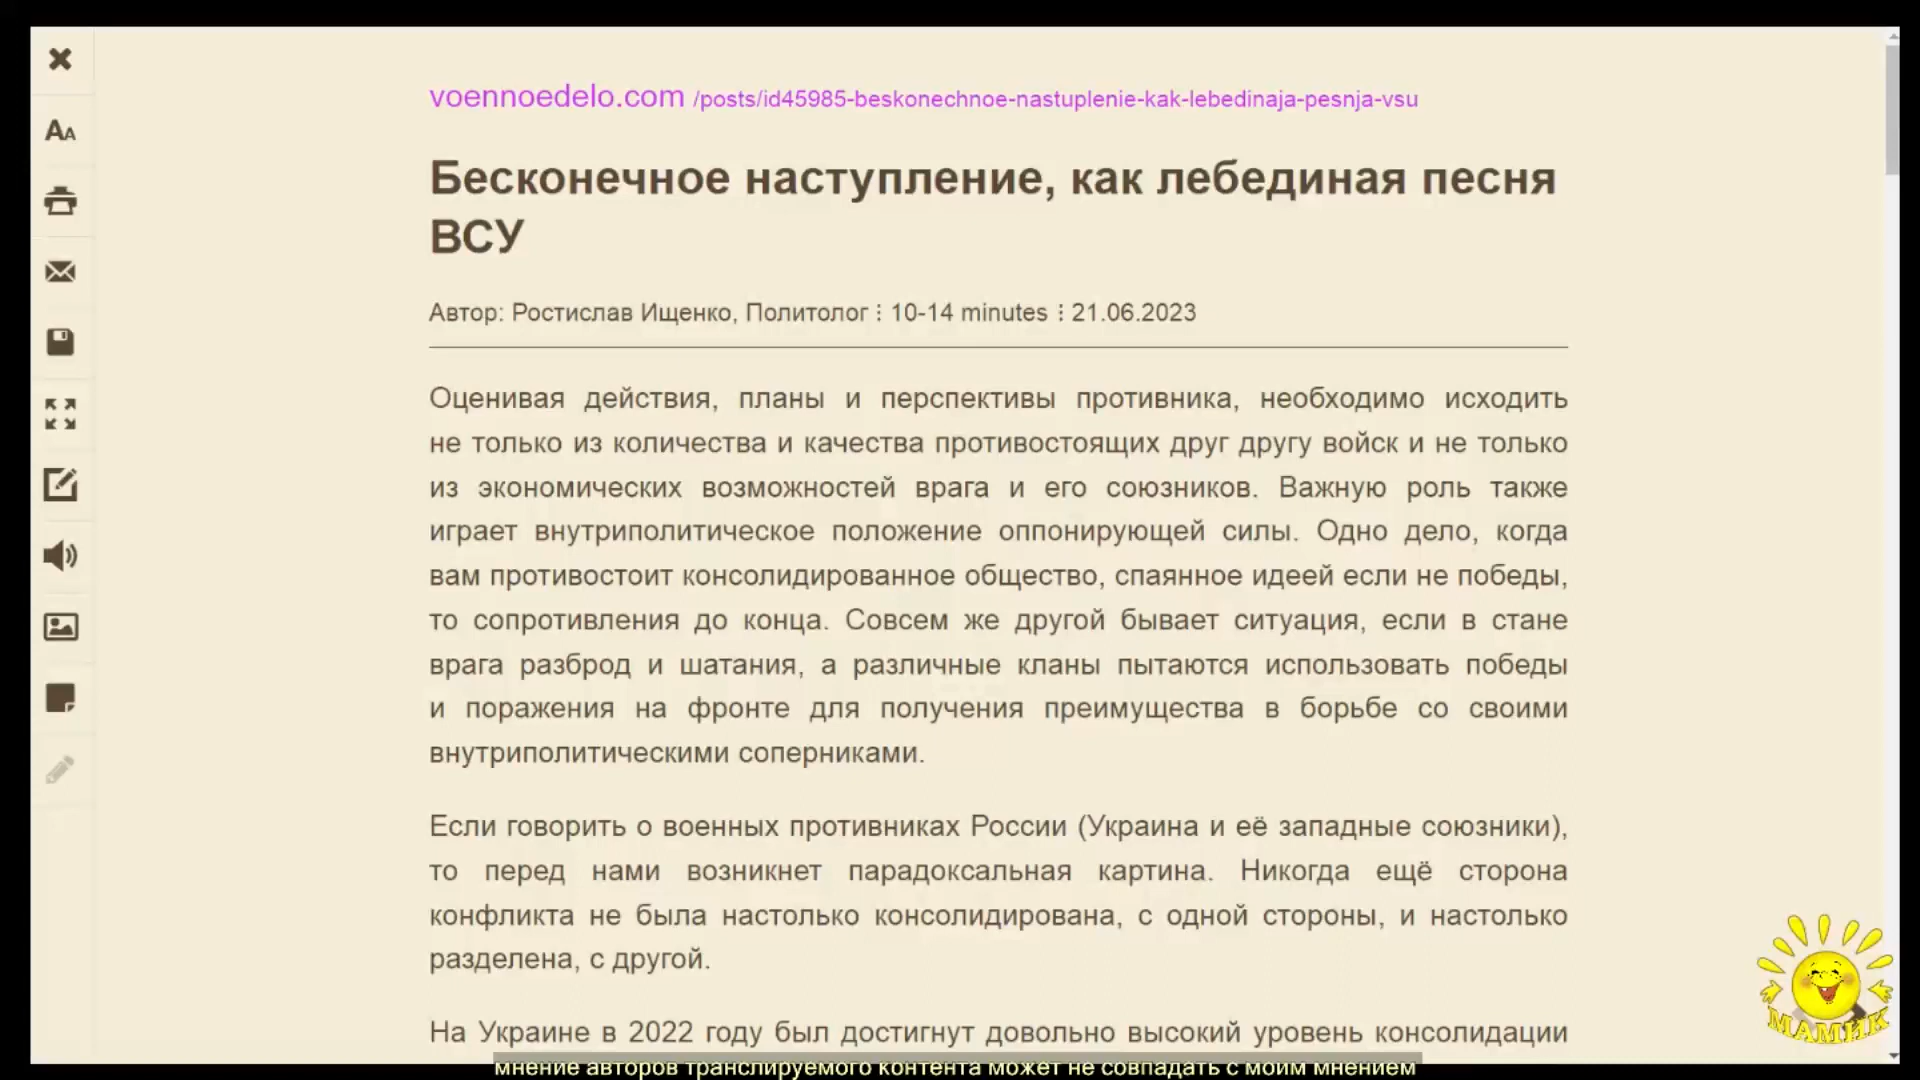 voennoedelo.com /posts/id45985-beskonechnoe-nastuplenie-kak-lebedinaja-pesnja-vsu
Бесконечное наступление, как лебединая песня
ВСУ
Автор: Ростислав Ищенко, Политолог ⁝ 10-14 minutes ⁝ 21.06.2023
Оценивая действия, планы и перспективы противника, необходимо исходить
не только из количества и качества противостоящих друг другу войск и не только
из экономических возможностей врага и его союзников. Важную роль также
играет внутриполитическое положение оппонирующей силы. Одно дело, когда
вам противостоит консолидированное общество, спаянное идеей если не победы,
то сопротивления до конца. Совсем же другой бывает ситуация, если в стане
врага разброд и шатания, а различные кланы пытаются использовать победы
и поражения на фронте для получения преимущества в борьбе со своими
внутриполитическими соперниками.
Если говорить о военных противниках России (Украина и её западные союзники),
то перед нами возникнет парадоксальная картина. Никогда ещё сторона
конфликта не была настолько консолидирована, с одной стороны, и настолько
разделена, с другой.
На Украине в 2022 году был достигнут довольно высокий уровень консолидации
мнение авторов транслируемого контента может не совпадать с моим мнением
МАМИК